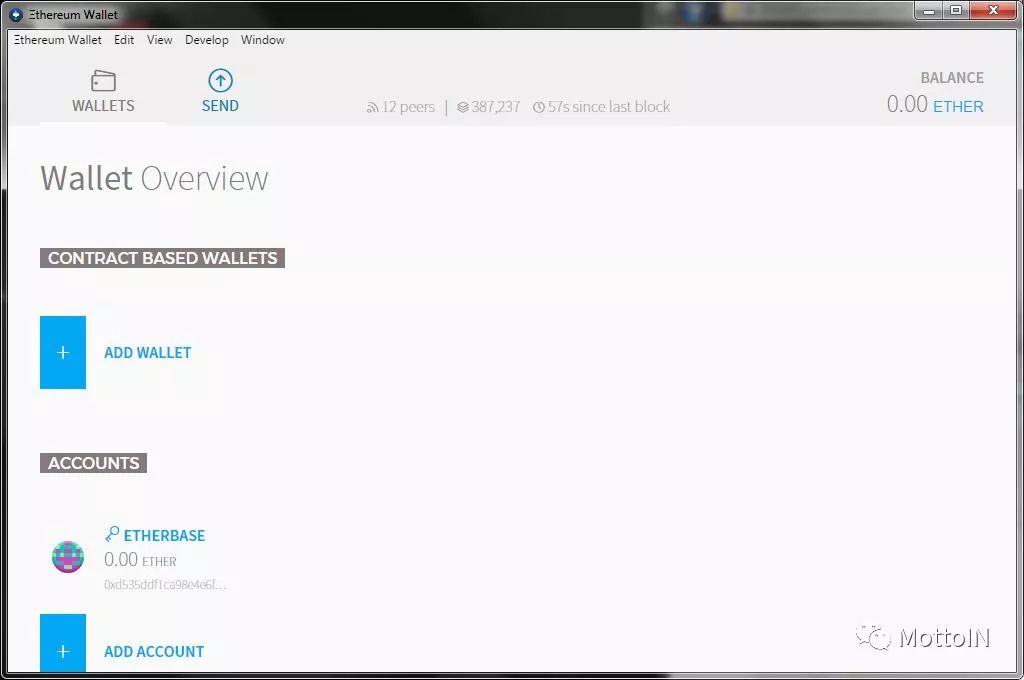 Ethereum Wallet
Ethereum Wallet Edit View Develop Window
WALLETS
SEND
12 peers | 387,237 57s since last block
BALANCE
0.00 ETHER
Wallet Overview
CONTRACT BASED WALLETS
+ ADD WALLET
ACCOUNTS
ETHERBASE
0.00 ETHER
0xd535ddf1ca98e4e6f...
+ ADD ACCOUNT
MottoIN